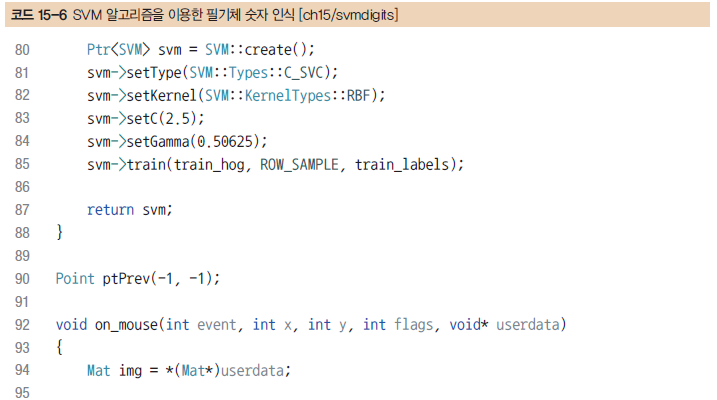 코드 15-6 SVM 알고리즘을 이용한 필기체 숫자 인식 [ch15/svmdigits]
80 Ptr<SVM> svm = SVM::create();
81 svm->setType(SVM::Types::C_SVC);
82 svm->setKernel(SVM::KernelTypes::RBF);
83 svm->setC(2.5);
84 svm->setGamma(0.50625);
85 svm->train(train_hog, ROW_SAMPLE, train_labels);
86
87 return svm;
88 }
89
90 Point ptPrev(-1, -1);
91
92 void on_mouse(int event, int x, int y, int flags, void* userdata)
93 {
94 Mat img = *(Mat*)userdata;
95